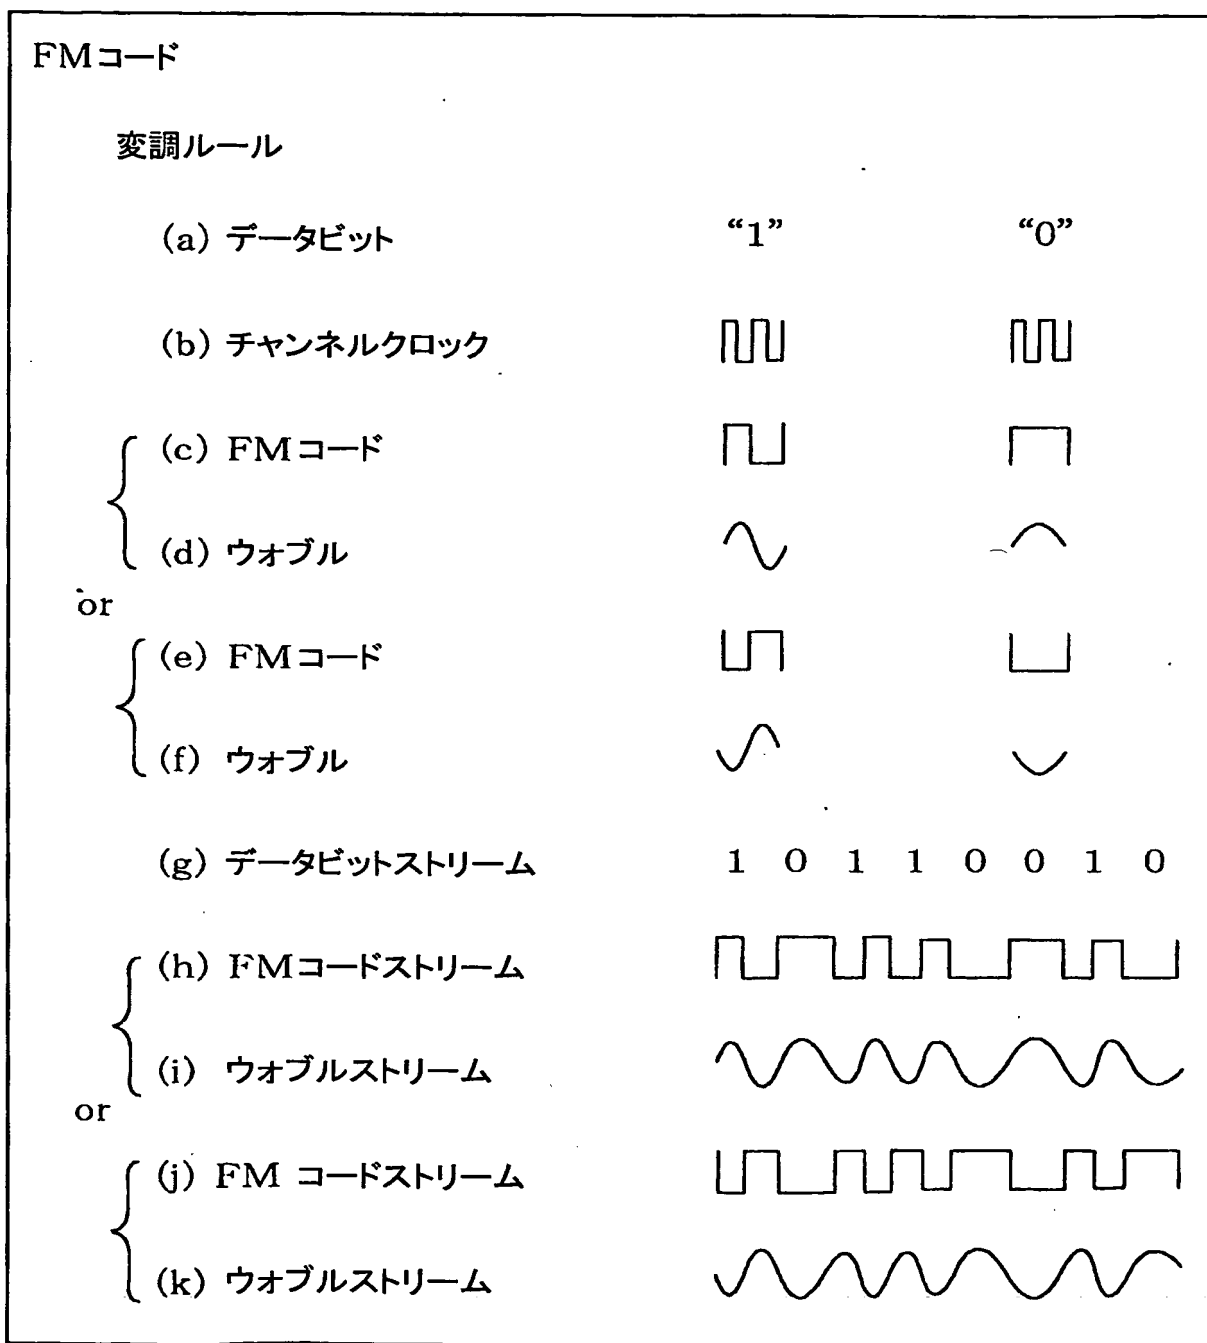 FMコード
変調ルール
(a) データビット “1” “0”
(b) チャンネルクロック
(c) FMコード
(d) ウォブル
or
(e) FMコード
(f) ウォブル
(g) データビットストリーム 1 0 1 1 0 0 1 0
(h) FMコードストリーム
(i) ウォブルストリーム
or
(j) FM コードストリーム
(k) ウォブルストリーム